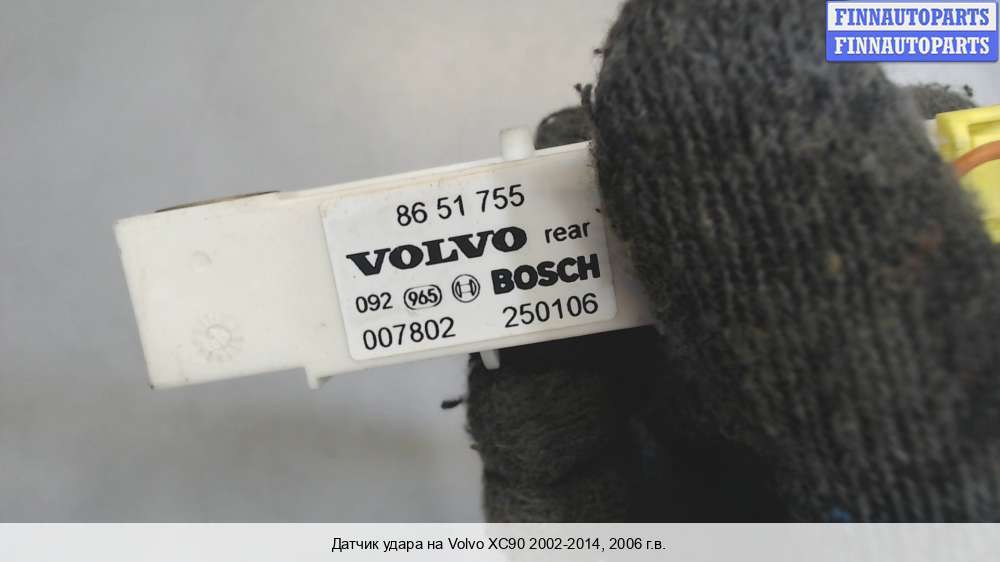 FINNAUTOPARTS
FINNAUTOPARTS
86 51 755
VOLVO rear
092 965 BOSCH
007802 250106
Датчик удара на Volvo XC90 2002-2014, 2006 г.в.